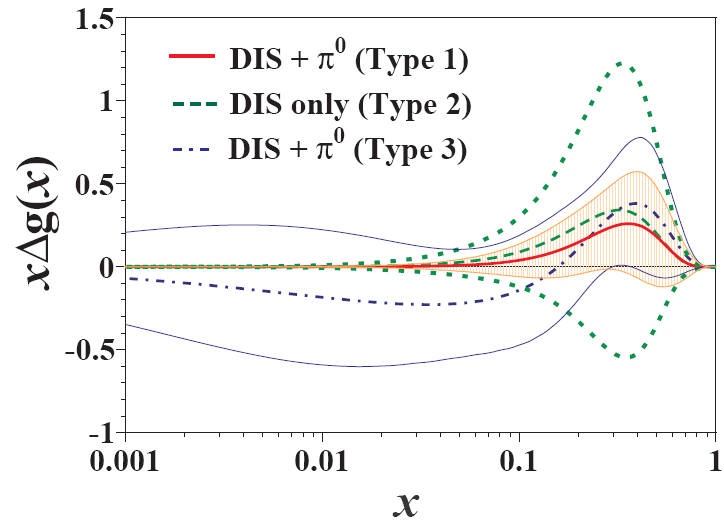 1.5
DIS + π⁰ (Type 1)
DIS only (Type 2)
DIS + π⁰ (Type 3)
1
0.5
0
-0.5
-1
xΔg(x)
0.001
0.01
0.1
1
x